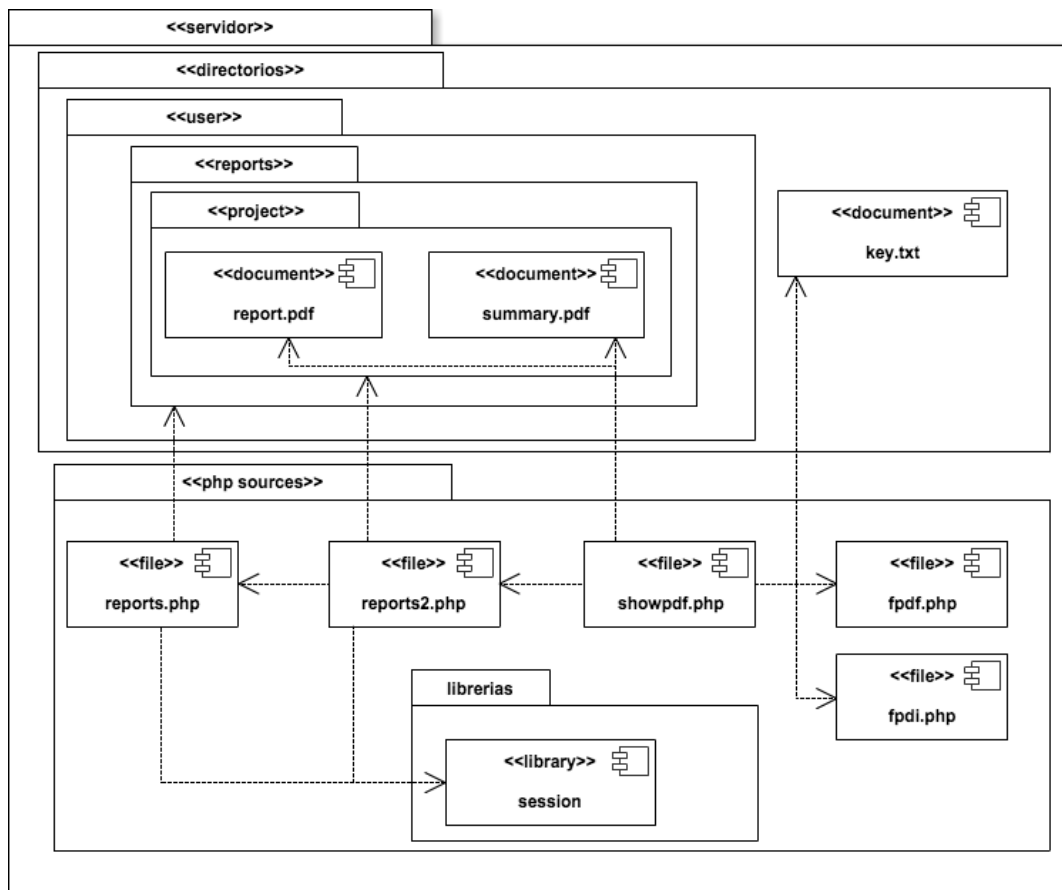 <<servidor>>
<<directorios>>
<<user>>
<<reports>>
<<project>>
<<document>>
report.pdf
<<document>>
summary.pdf
<<document>>
key.txt
<<php sources>>
<<file>>
reports.php
<<file>>
reports2.php
<<file>>
showpdf.php
<<file>>
fpdf.php
<<file>>
fpdi.php
librerias
<<library>>
session